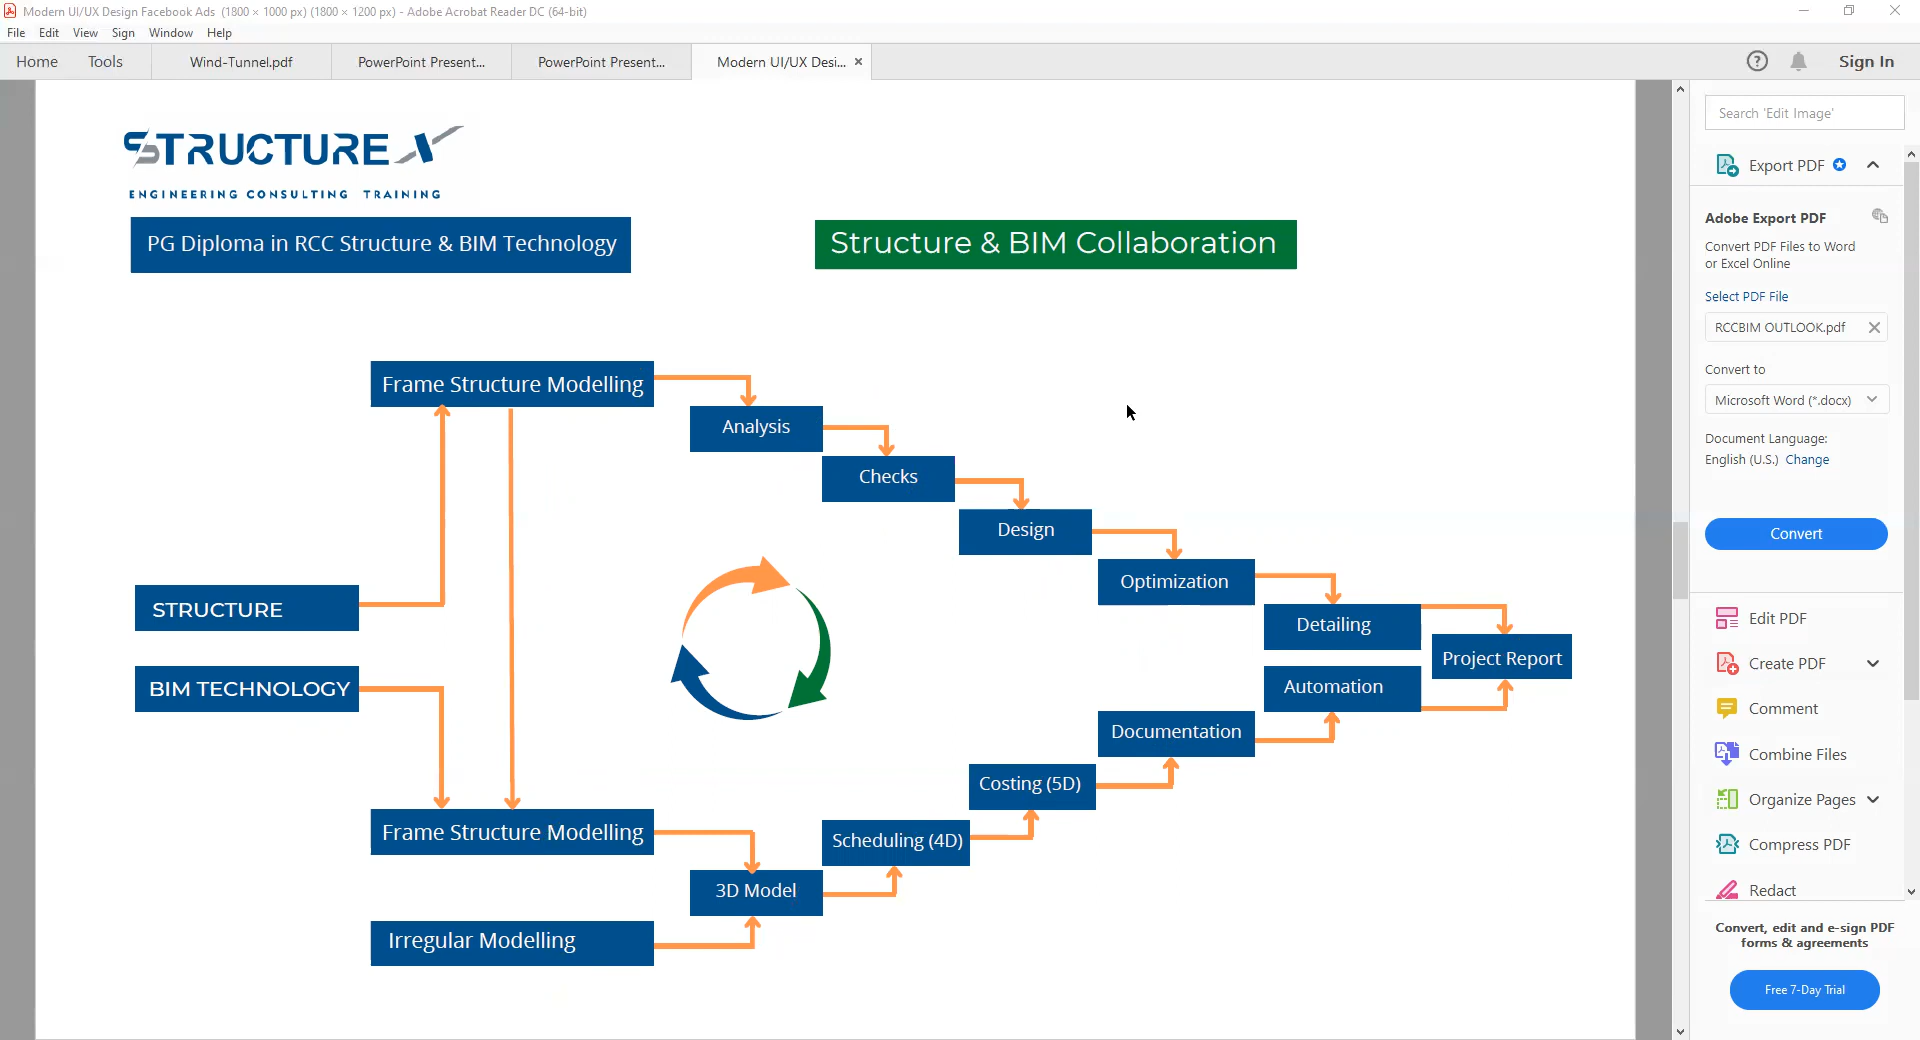 Modern UI/UX Design Facebook Ads (1800 × 1000 px) (1800 × 1200 px) - Adobe Acrobat Reader DC (64-bit)
File Edit View Sign Window Help
Home Tools Wind-Tunnel.pdf PowerPoint Present... PowerPoint Present... Modern UI/UX Desi... × ? Sign In
STRUCTURE X
ENGINEERING CONSULTING TRAINING
PG Diploma in RCC Structure & BIM Technology
Structure & BIM Collaboration
Frame Structure Modelling
Analysis
Checks
Design
Optimization
Detailing
Project Report
STRUCTURE
BIM TECHNOLOGY
Automation
Documentation
Costing (5D)
Scheduling (4D)
Frame Structure Modelling
3D Model
Irregular Modelling
Search 'Edit Image'
Export PDF
Adobe Export PDF
Convert PDF Files to Word
or Excel Online
Select PDF File
RCCBIM OUTLOOK.pdf
Convert to
Microsoft Word (*.docx)
Document Language:
English (U.S.) Change
Convert
Edit PDF
Create PDF
Comment
Combine Files
Organize Pages
Compress PDF
Redact
Convert, edit and e-sign PDF
forms & agreements
Free 7-Day Trial